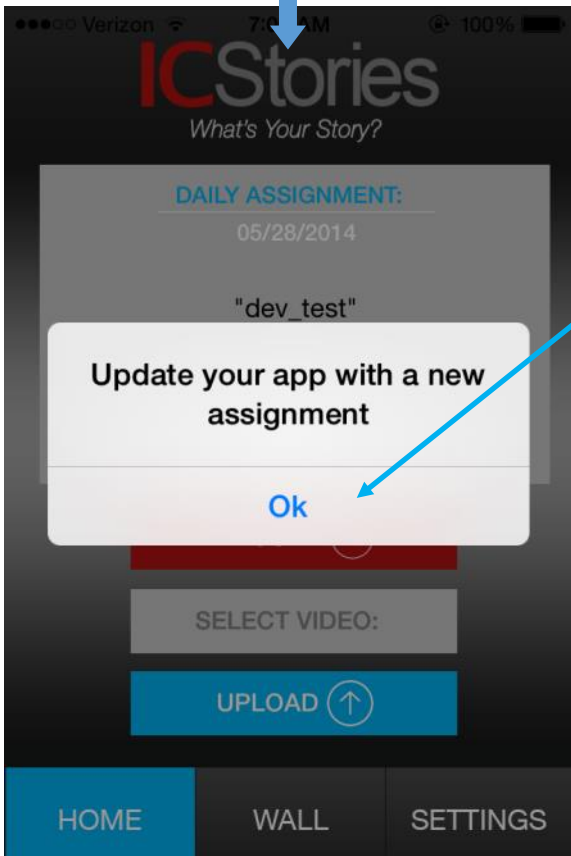 Verizon AM 100%
ICStories
What's Your Story?
DAILY ASSIGNMENT:
05/28/2014
"dev_test"
Update your app with a new
assignment
Ok
SELECT VIDEO:
UPLOAD
HOME WALL SETTINGS